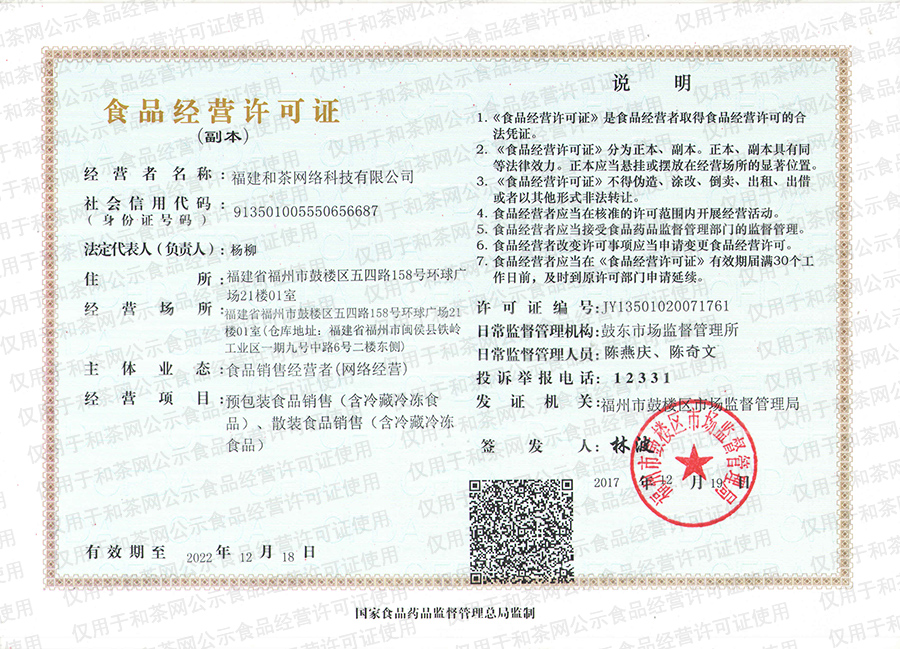 食品经营许可证
(副本)
经营者名称：福建和茶网络科技有限公司
社会信用代码：913501005550656687
(身份证号码)
法定代表人(负责人)：杨柳
住所：福建省福州市鼓楼区五四路158号环球广
场21楼01室
经营场所：福建省福州市鼓楼区五四路158号环球广场21
楼01室(仓库地址：福建省福州市闽侯县铁岭
工业区一期九号中路6号二楼东侧)
主体业态：食品销售经营者(网络经营)
经营项目：预包装食品销售（含冷藏冷冻食
品）、散装食品销售（含冷藏冷冻
食品）
有效期至 2022年12月18日
说 明
1.《食品经营许可证》是食品经营者取得食品经营许可的合
法凭证。
2.《食品经营许可证》分为正本、副本。正本、副本具有同
等法律效力。正本应当悬挂或摆放在经营场所的显著位置。
3.《食品经营许可证》不得伪造、涂改、倒卖、出租、出借
或者以其他形式非法转让。
4.食品经营者应当在核准的许可范围内开展经营活动。
5.食品经营者应当接受食品药品监督管理部门的监督管理。
6.食品经营者改变许可事项应当申请变更食品经营许可。
7.食品经营者应当在《食品经营许可证》有效期届满30个工
作日前，及时到原许可部门申请延续。
许可证编号：JY13501020071761
日常监督管理机构：鼓东市场监督管理所
日常监督管理人员：陈燕庆、陈奇文
投诉举报电话：12331
发证机关：福州市鼓楼区市场监督管理局
签发人：林波
2017 年 12 月 19 日
福州市鼓楼区市场监督管理局
国家食品药品监督管理总局监制
仅用于和茶网公示食品经营许可证使用